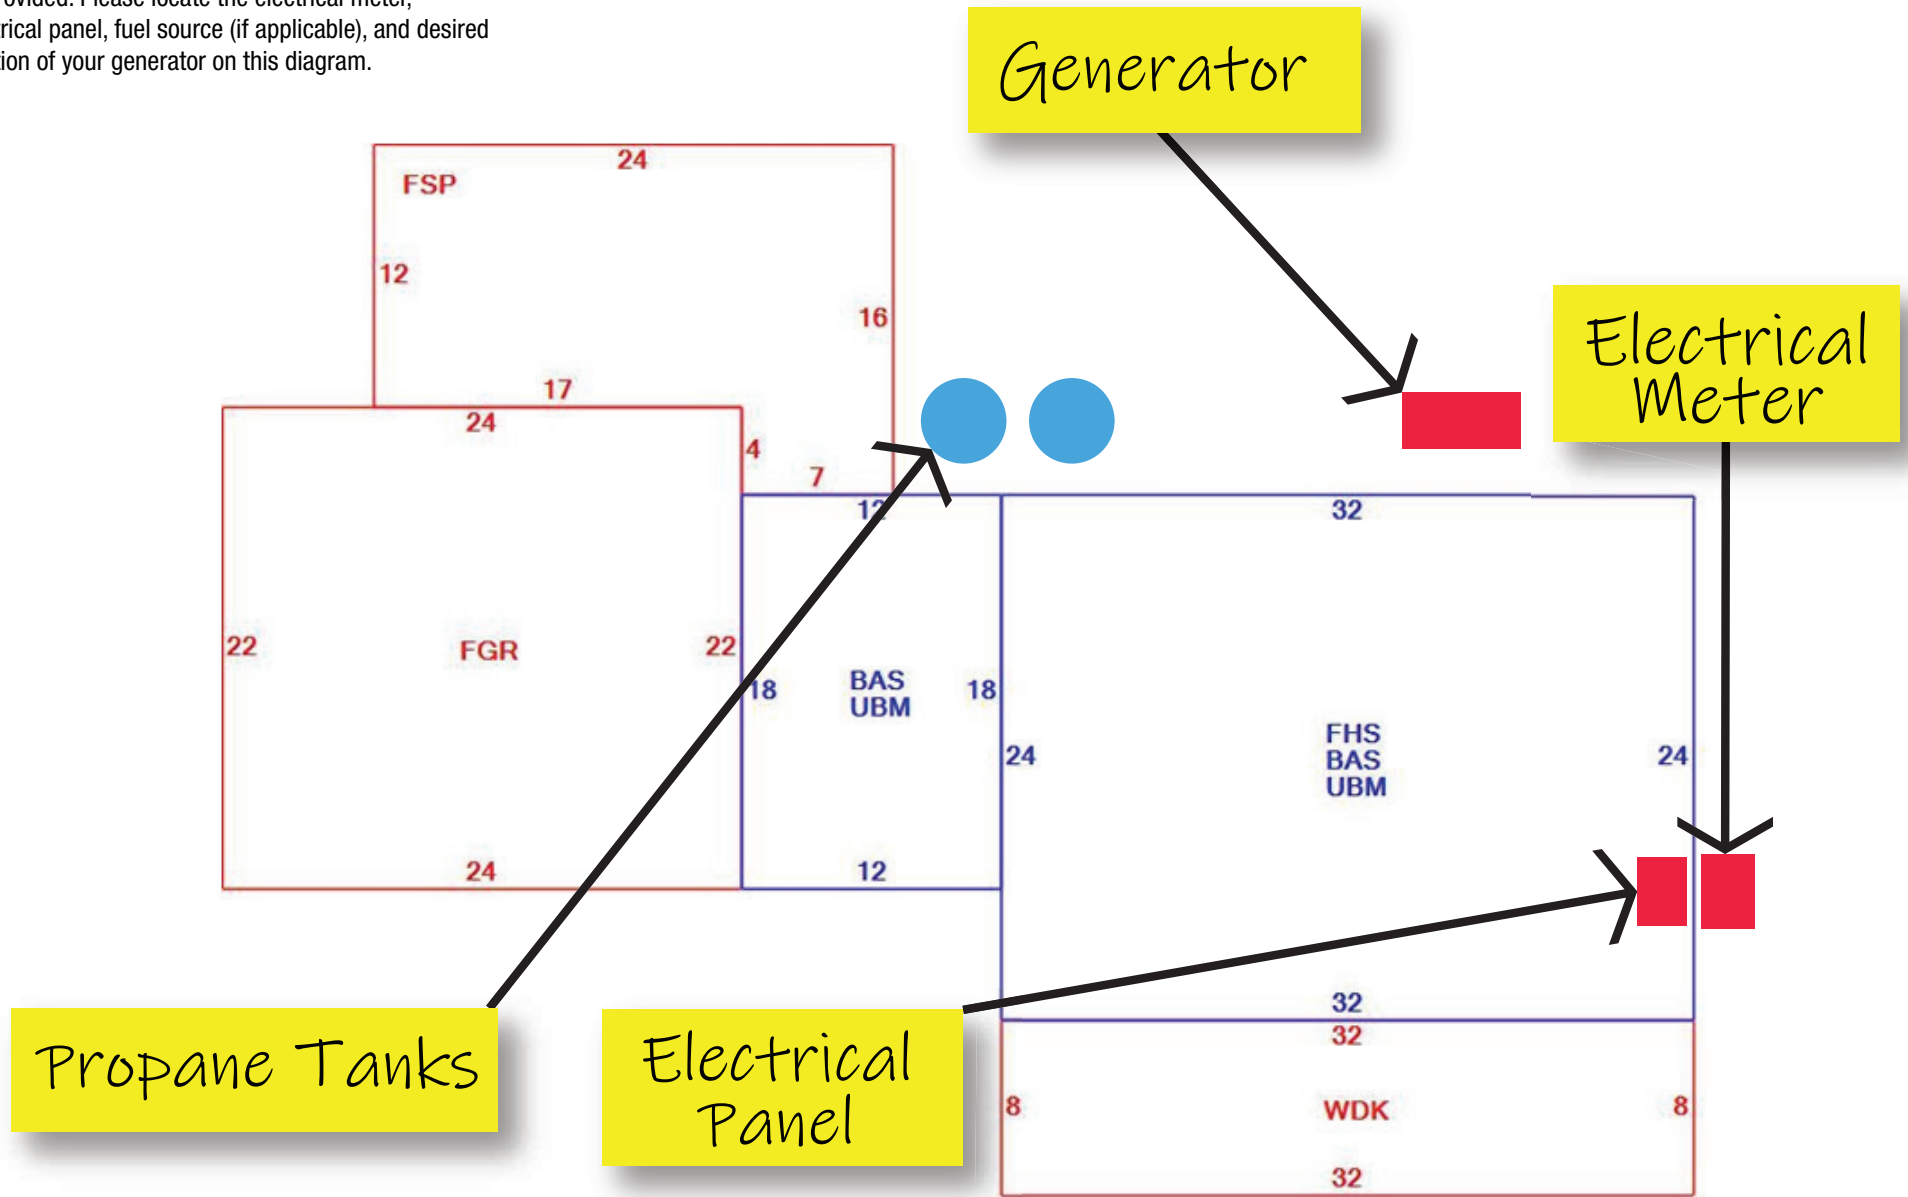 electrical meter,
panel, fuel source (if applicable), and desired
of your generator on this diagram.
Generator
24
FSP
12
16
Electrical
Meter
17
24
4
7
12
32
22
FGR
22
18
BAS
UBM
18
24
FHS
BAS
UBM
24
24
12
32
32
Propane Tanks
Electrical
Panel
8
WDK
8
32